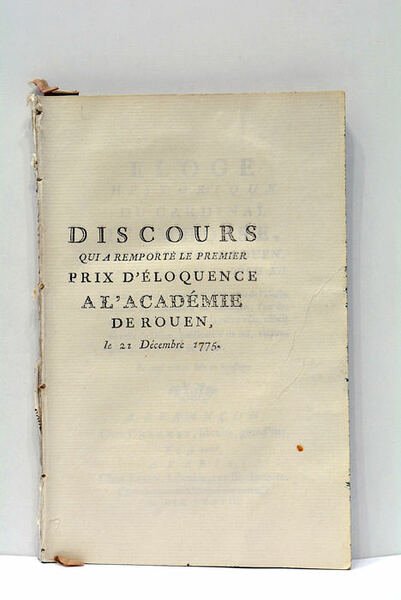 DISCOURS
QUI A REMPORTÉ LE PREMIER
PRIX D'ÉLOQUENCE
A L'ACADÉMIE
DE ROUEN,
le 21 Décembre 1775.